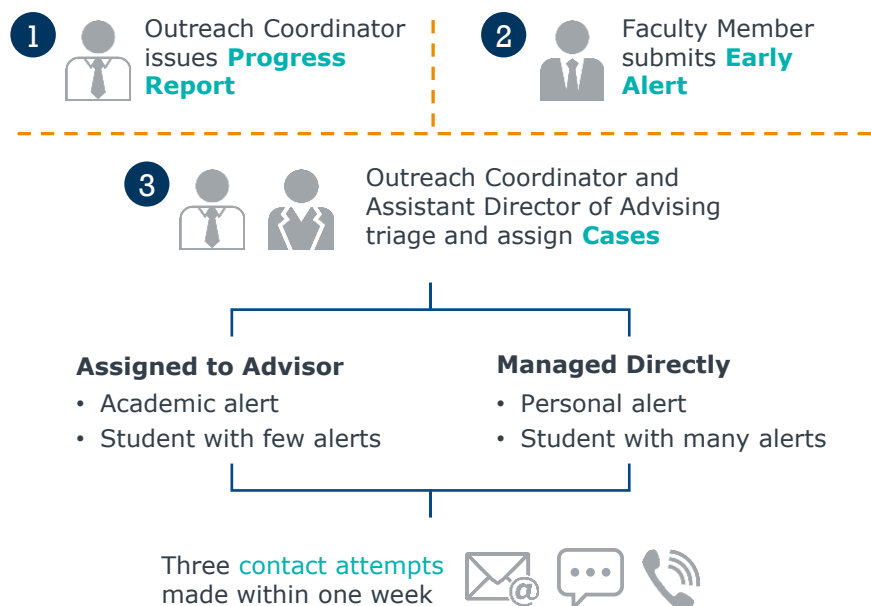 1
Outreach Coordinator
issues Progress
Report
2
Faculty Member
submits Early
Alert
3
Outreach Coordinator and
Assistant Director of Advising
triage and assign Cases
Assigned to Advisor
• Academic alert
• Student with few alerts
Managed Directly
• Personal alert
• Student with many alerts
Three contact attempts
made within one week
@